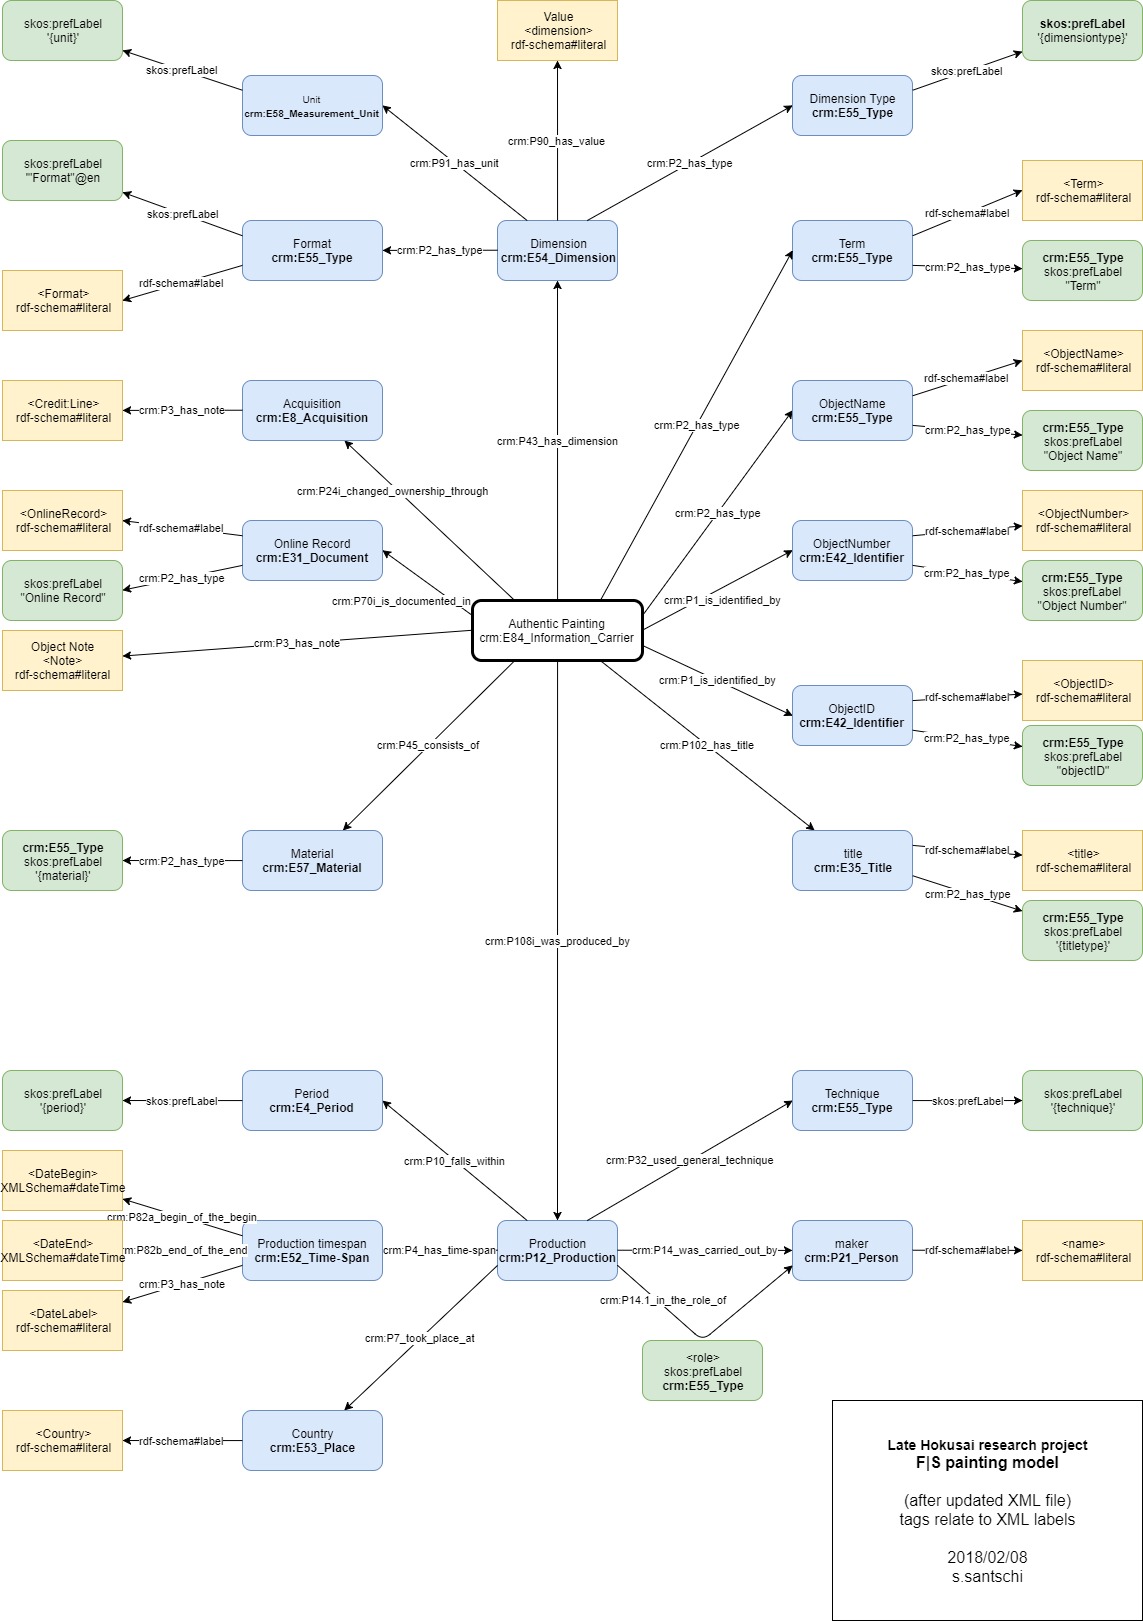 skos:prefLabel
'{unit}'
Value
<dimension>
rdf-schema#literal
skos:prefLabel
'{dimensiontype}'
skos:prefLabel
skos:prefLabel
Unit
crm:E58_Measurement_Unit
Dimension Type
crm:E55_Type
crm:P90_has_value
crm:P91_has_unit
crm:P2_has_type
skos:prefLabel
""Format"@en
<Term>
rdf-schema#literal
skos:prefLabel
rdf-schema#label
Format
crm:E55_Type
crm:P2_has_type
Dimension
crm:E54_Dimension
Term
crm:E55_Type
crm:P2_has_type
crm:E55_Type
skos:prefLabel
"Term"
rdf-schema#label
<Format>
rdf-schema#literal
<ObjectName>
rdf-schema#literal
rdf-schema#label
<Credit:Line>
rdf-schema#literal
crm:P3_has_note
Acquisition
crm:E8_Acquisition
ObjectName
crm:E55_Type
crm:P2_has_type
crm:P2_has_type
crm:E55_Type
skos:prefLabel
"Object Name"
crm:P43_has_dimension
crm:P24i_changed_ownership_through
crm:P2_has_type
<OnlineRecord>
rdf-schema#literal
rdf-schema#label
Online Record
crm:E31_Document
ObjectNumber
crm:E42_Identifier
rdf-schema#label
<ObjectNumber>
rdf-schema#literal
skos:prefLabel
"Online Record"
crm:P2_has_type
crm:P2_has_type
crm:E55_Type
skos:prefLabel
"Object Number"
crm:P70i_is_documented_in
crm:P1_is_identified_by
Authentic Painting
crm:E84_Information_Carrier
Object Note
<Note>
rdf-schema#literal
crm:P3_has_note
crm:P1_is_identified_by
<ObjectID>
rdf-schema#literal
rdf-schema#label
ObjectID
crm:E42_Identifier
crm:P2_has_type
crm:E55_Type
skos:prefLabel
"objectID"
crm:P45_consists_of
crm:P102_has_title
crm:E55_Type
skos:prefLabel
'{material}'
crm:P2_has_type
Material
crm:E57_Material
title
crm:E35_Title
rdf-schema#label
<title>
rdf-schema#literal
crm:P2_has_type
crm:E55_Type
skos:prefLabel
'{titletype}'
crm:P108i_was_produced_by
skos:prefLabel
'{period}'
skos:prefLabel
Period
crm:E4_Period
Technique
crm:E55_Type
skos:prefLabel
skos:prefLabel
'{technique}'
crm:P10_falls_within
crm:P32_used_general_technique
<DateBegin>
XMLSchema#dateTime
crm:P82a_begin_of_the_begin
<DateEnd>
XMLSchema#dateTime
rm:P82b_end_of_the_end
Production timespan
crm:E52_Time-Span
crm:P4_has_time-span
Production
crm:P12_Production
crm:P14_was_carried_out_by
maker
crm:P21_Person
rdf-schema#label
<name>
rdf-schema#literal
crm:P3_has_note
crm:P14.1_in_the_role_of
<DateLabel>
rdf-schema#literal
crm:P7_took_place_at
<role>
skos:prefLabel
crm:E55_Type
<Country>
rdf-schema#literal
rdf-schema#label
Country
crm:E53_Place
Late Hokusai research project
F|S painting model
(after updated XML file)
tags relate to XML labels
2018/02/08
s.santschi